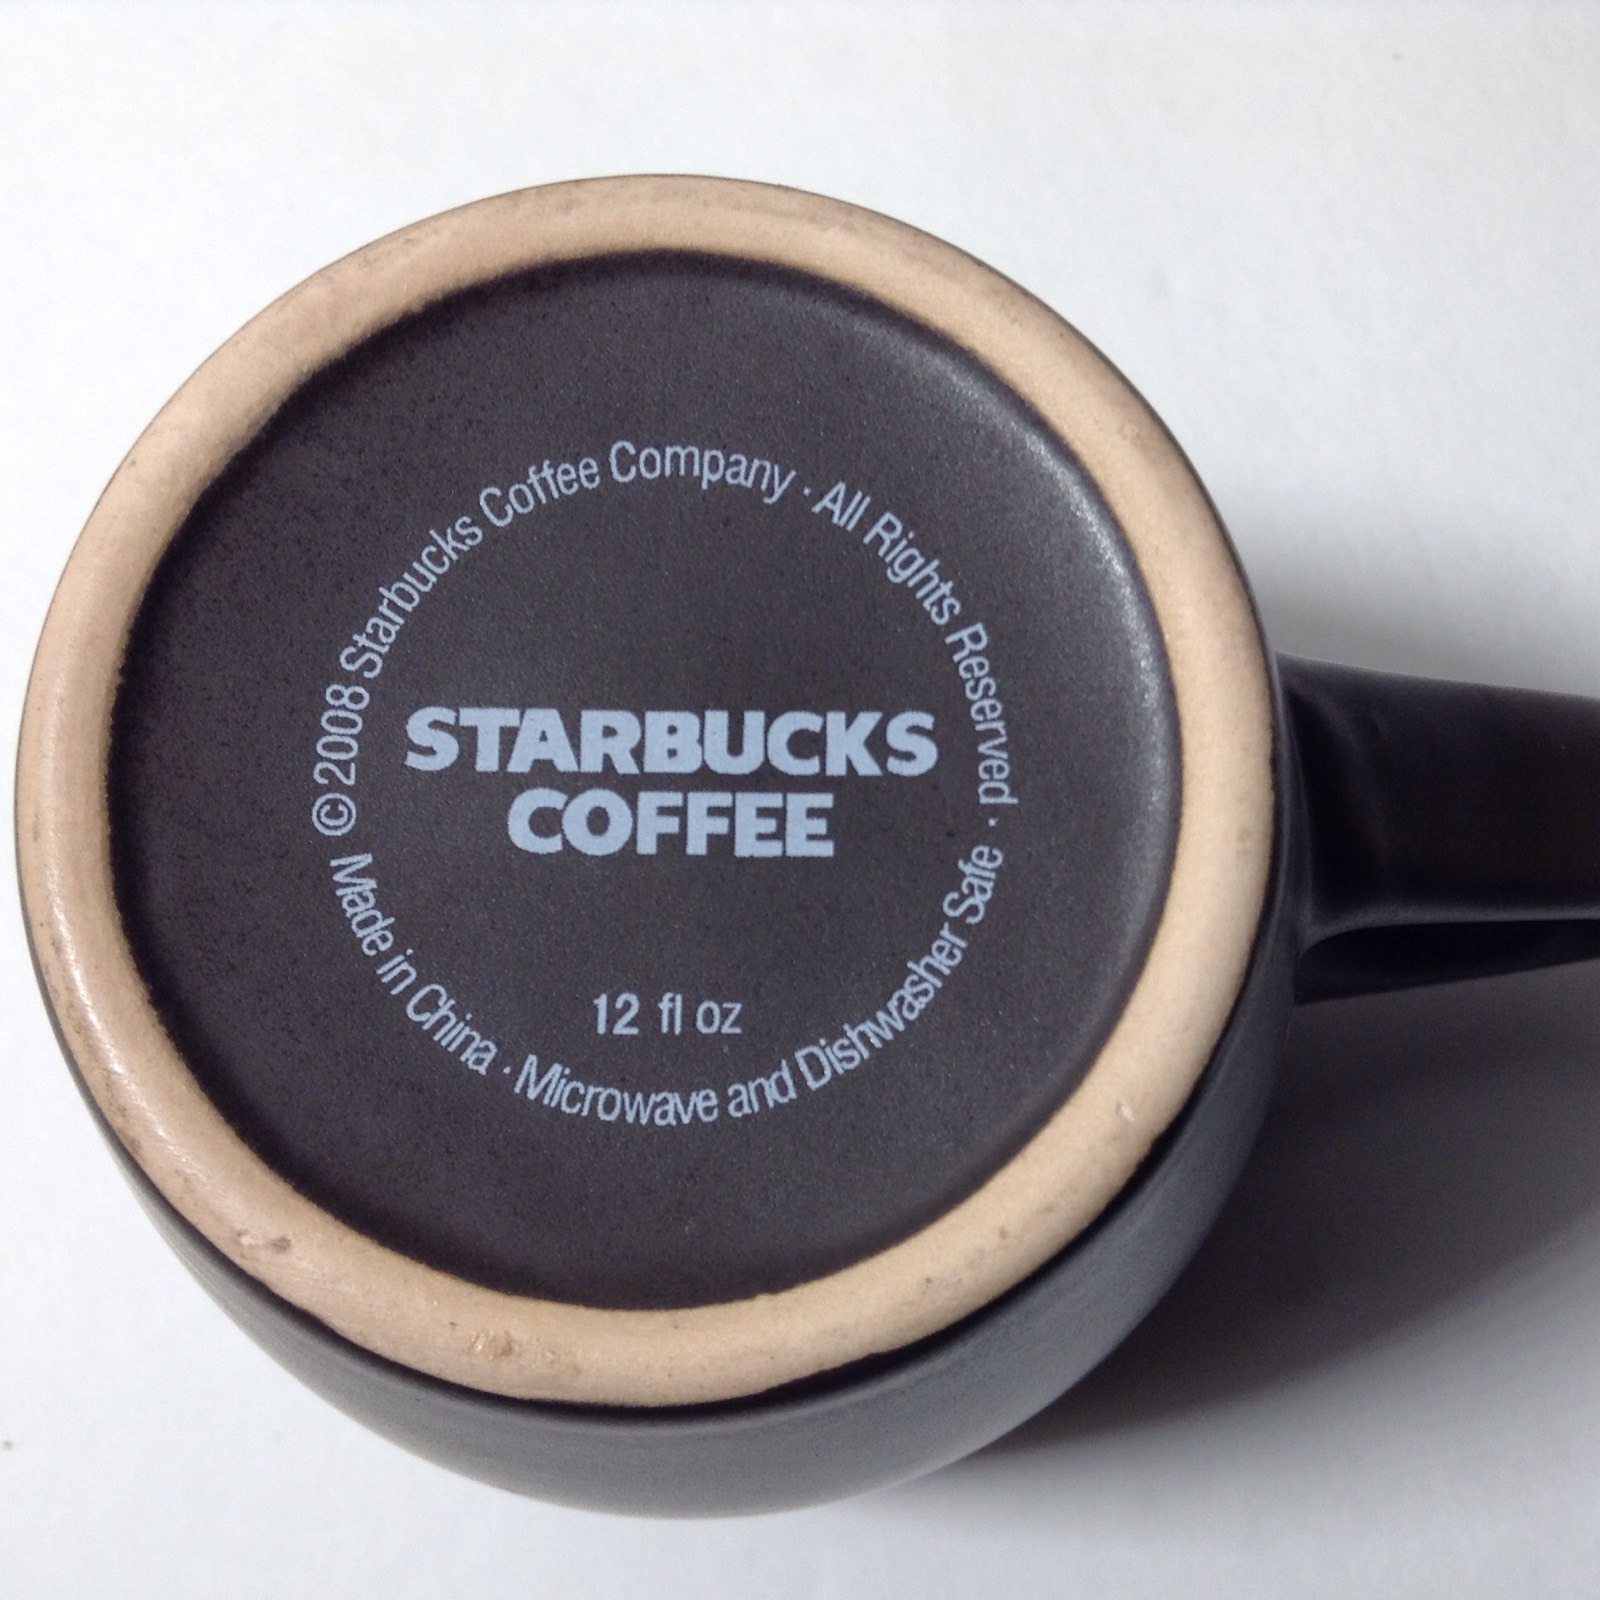 © 2008 Starbucks Coffee Company · All Rights Reserved ·
STARBUCKS
COFFEE
12 fl oz
Made in China · Microwave and Dishwasher Safe